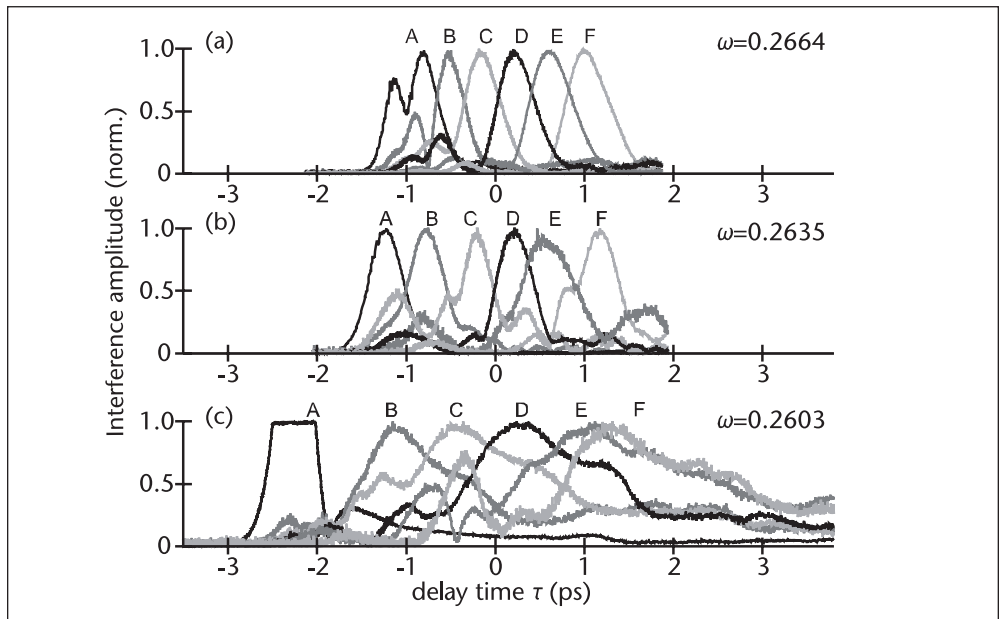 (a) A B C D E F ω=0.2664
1.0
0.5
0
-3 -2 -1 0 1 2 3
(b) A B C D E F ω=0.2635
1.0
0.5
0
-3 -2 -1 0 1 2 3
(c) A B C D E F ω=0.2603
1.0
0.5
0
-3 -2 -1 0 1 2 3
Interference amplitude (norm.)
delay time τ (ps)